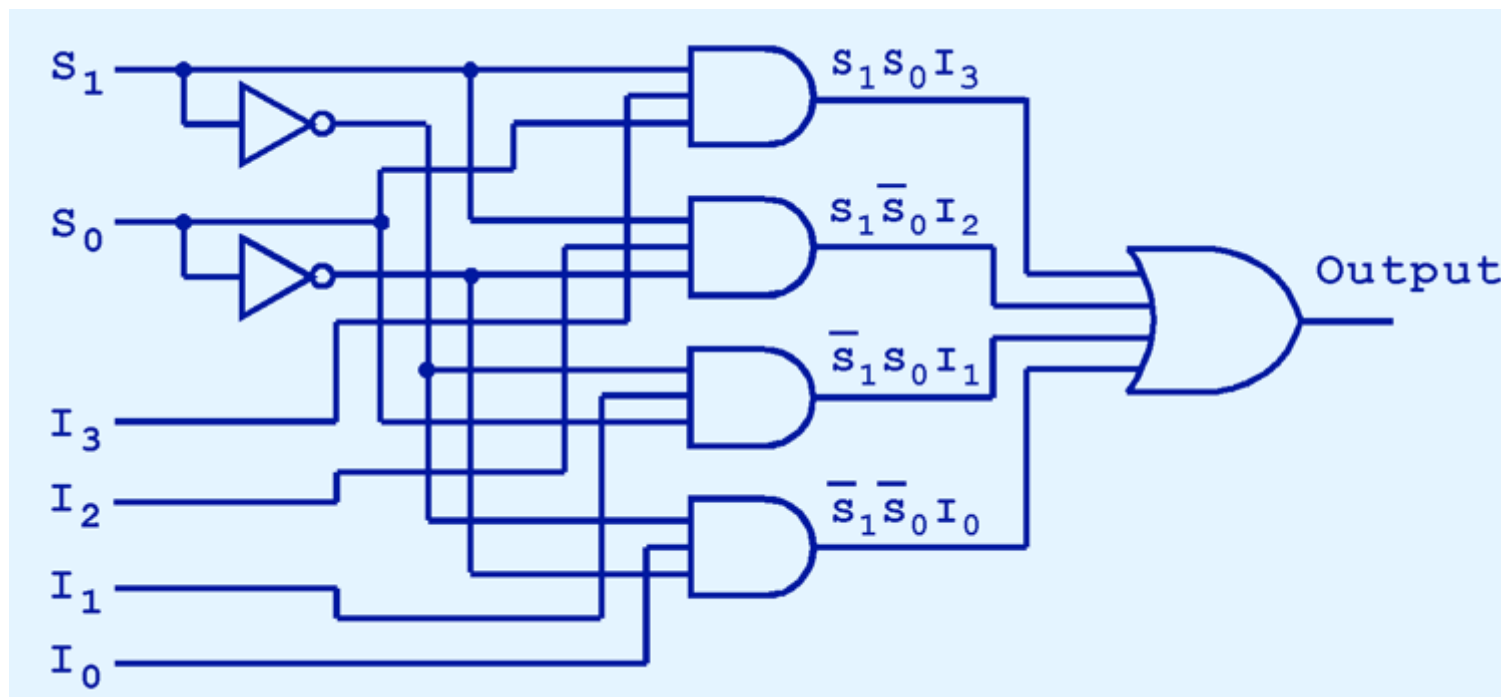 S₁
S₁S₀I₃
S₀
S₁S̅₀I₂
Output
S̅₁S₀I₁
I₃
I₂
S̅₁S̅₀I₀
I₁
I₀